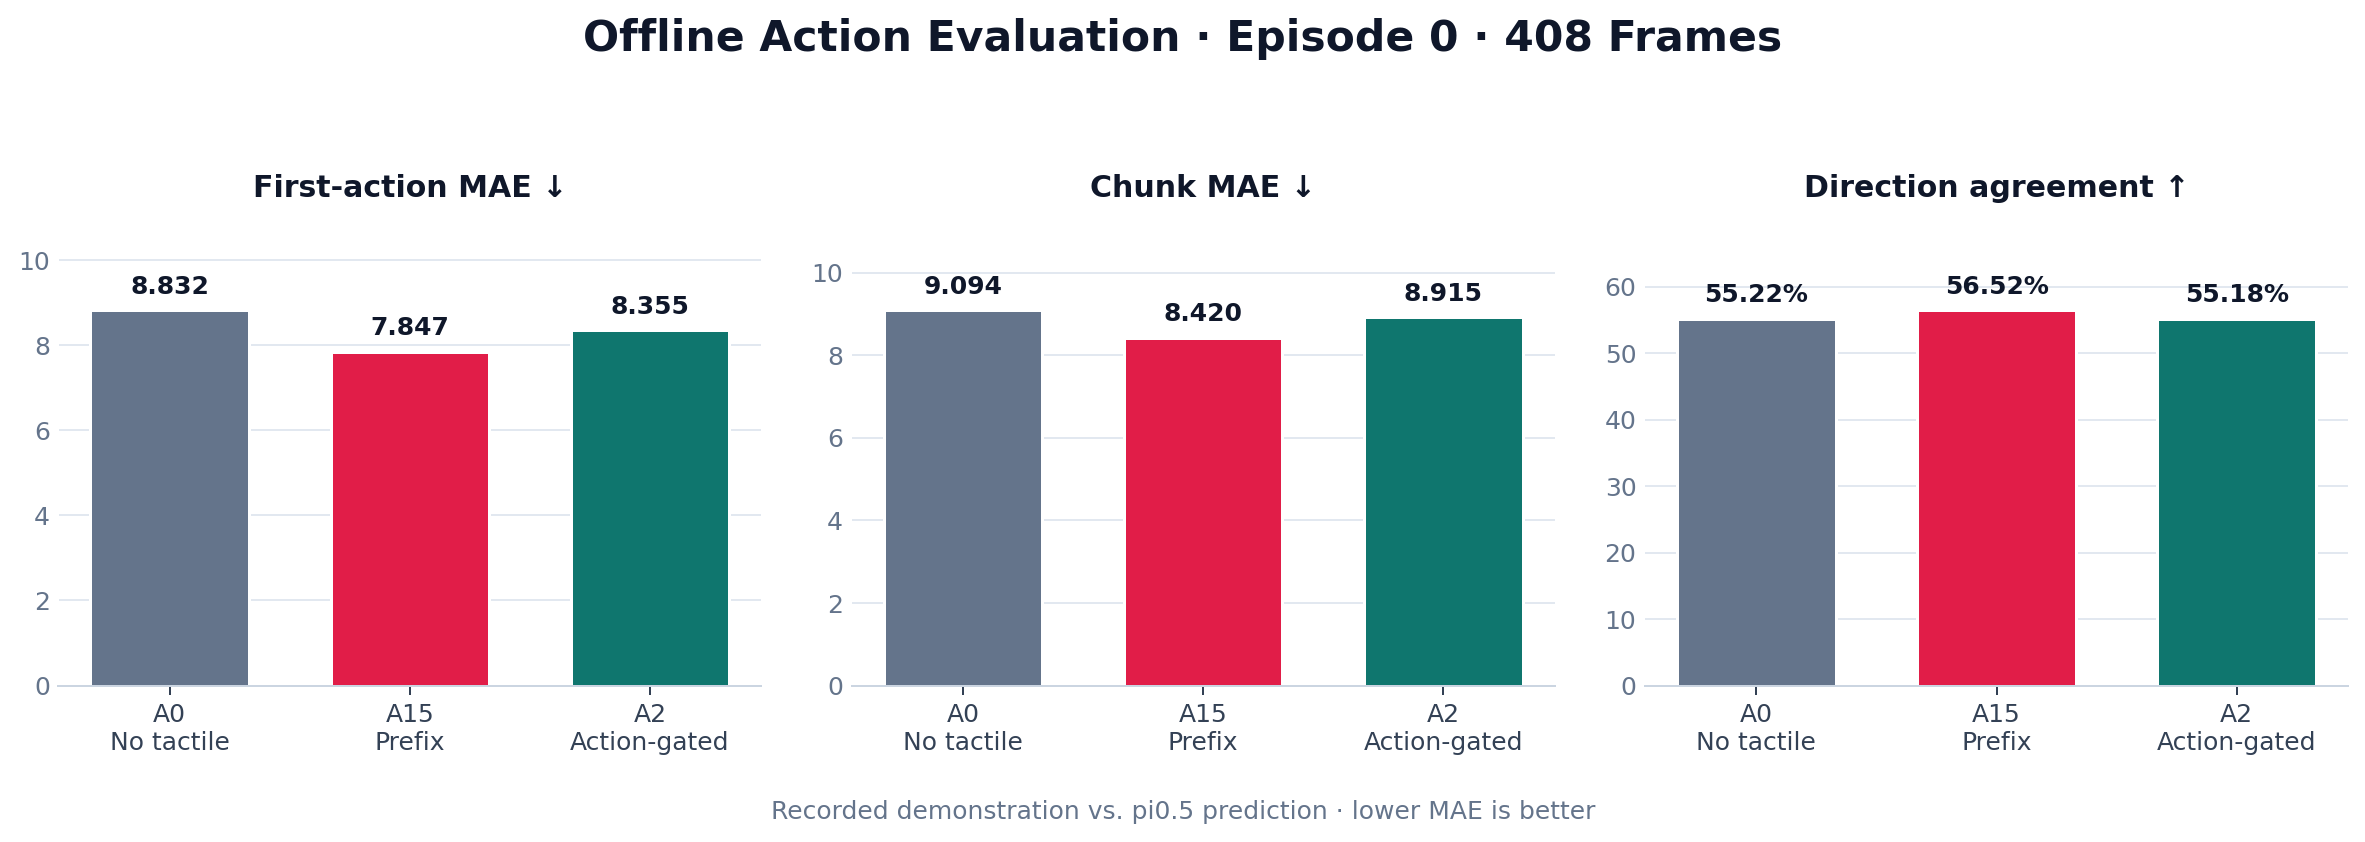 Offline Action Evaluation · Episode 0 · 408 Frames
First-action MAE ↓
10
8
6
4
2
0
8.832
7.847
8.355
A0
No tactile
A15
Prefix
A2
Action-gated
Chunk MAE ↓
10
8
6
4
2
0
9.094
8.420
8.915
A0
No tactile
A15
Prefix
A2
Action-gated
Direction agreement ↑
60
50
40
30
20
10
0
55.22%
56.52%
55.18%
A0
No tactile
A15
Prefix
A2
Action-gated
Recorded demonstration vs. pi0.5 prediction · lower MAE is better